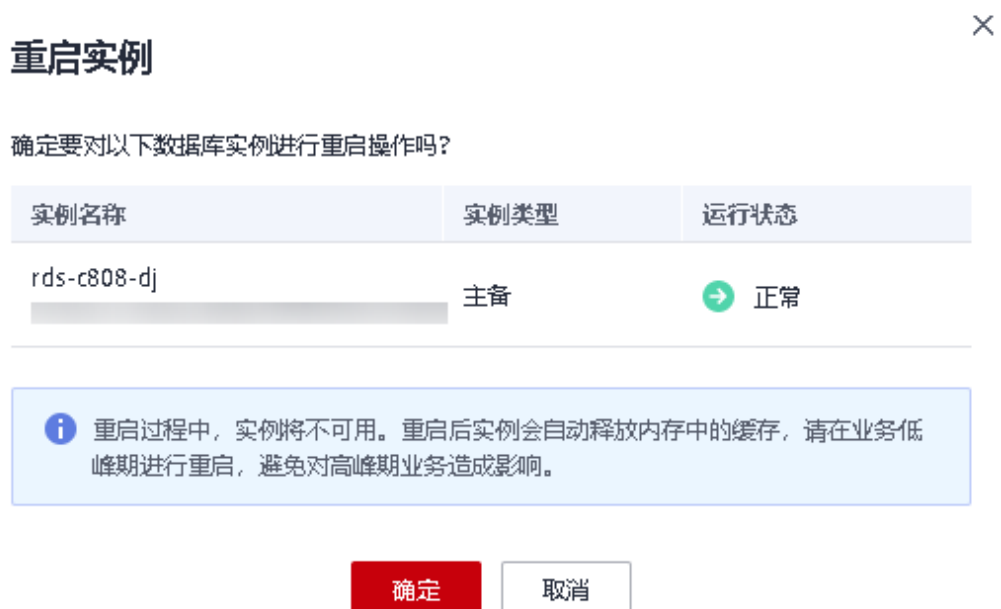 重启实例
确定要对以下数据库实例进行重启操作吗？
实例名称 实例类型 运行状态
rds-c808-dj
主备 正常
重启过程中，实例将不可用。重启后实例会自动释放内存中的缓存，请在业务低
峰期进行重启，避免对高峰期业务造成影响。
确定 取消